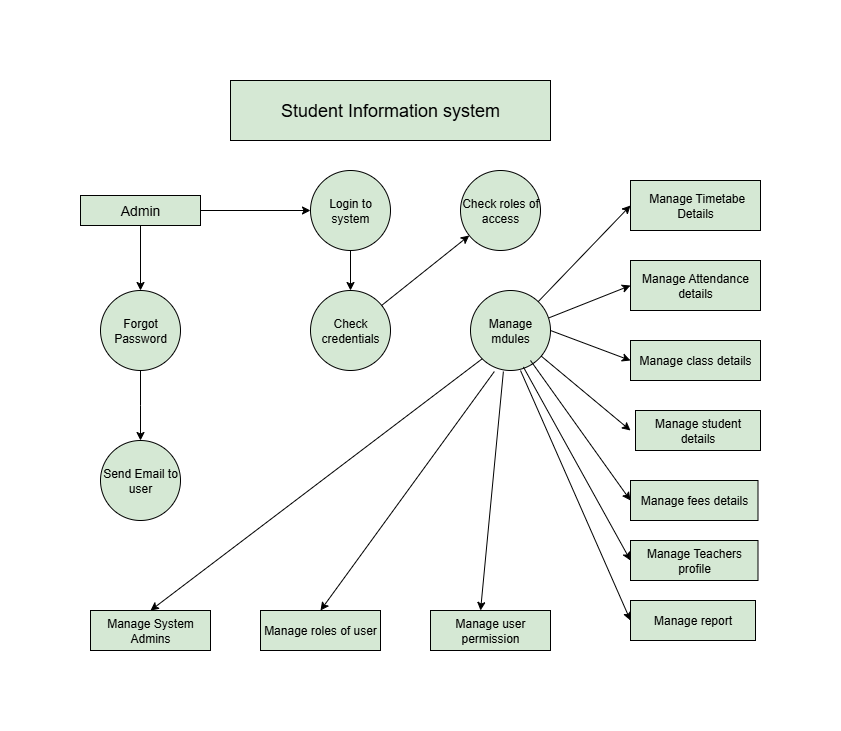 Student Information system
Admin
Login to
system
Check roles of
access
Manage Timetabe
Details
Manage Attendance
details
Forgot
Password
Check
credentials
Manage
mdules
Manage class details
Manage student
details
Send Email to
user
Manage fees details
Manage Teachers
profile
Manage System
Admins
Manage roles of user
Manage user
permission
Manage report